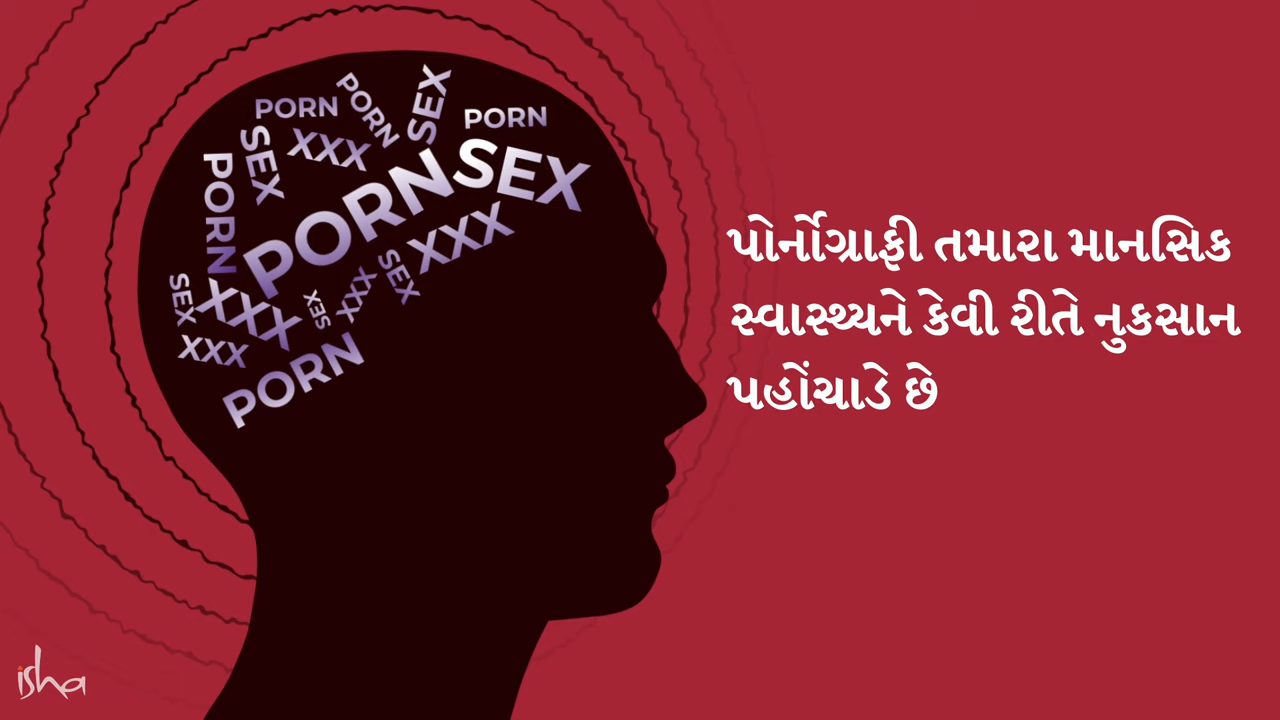 PORN
PORN
SEX
PORN
SEX
XXX
PORN
PORN
SEX
XXX
SEX
XXX
SEX
XXX
SEX
XXX
PORN
પોર્નોગ્રાફી તમારા માનસિક
સ્વાસ્થ્યને કેવી રીતે નુકસાન
પહોંચાડે છે
isha